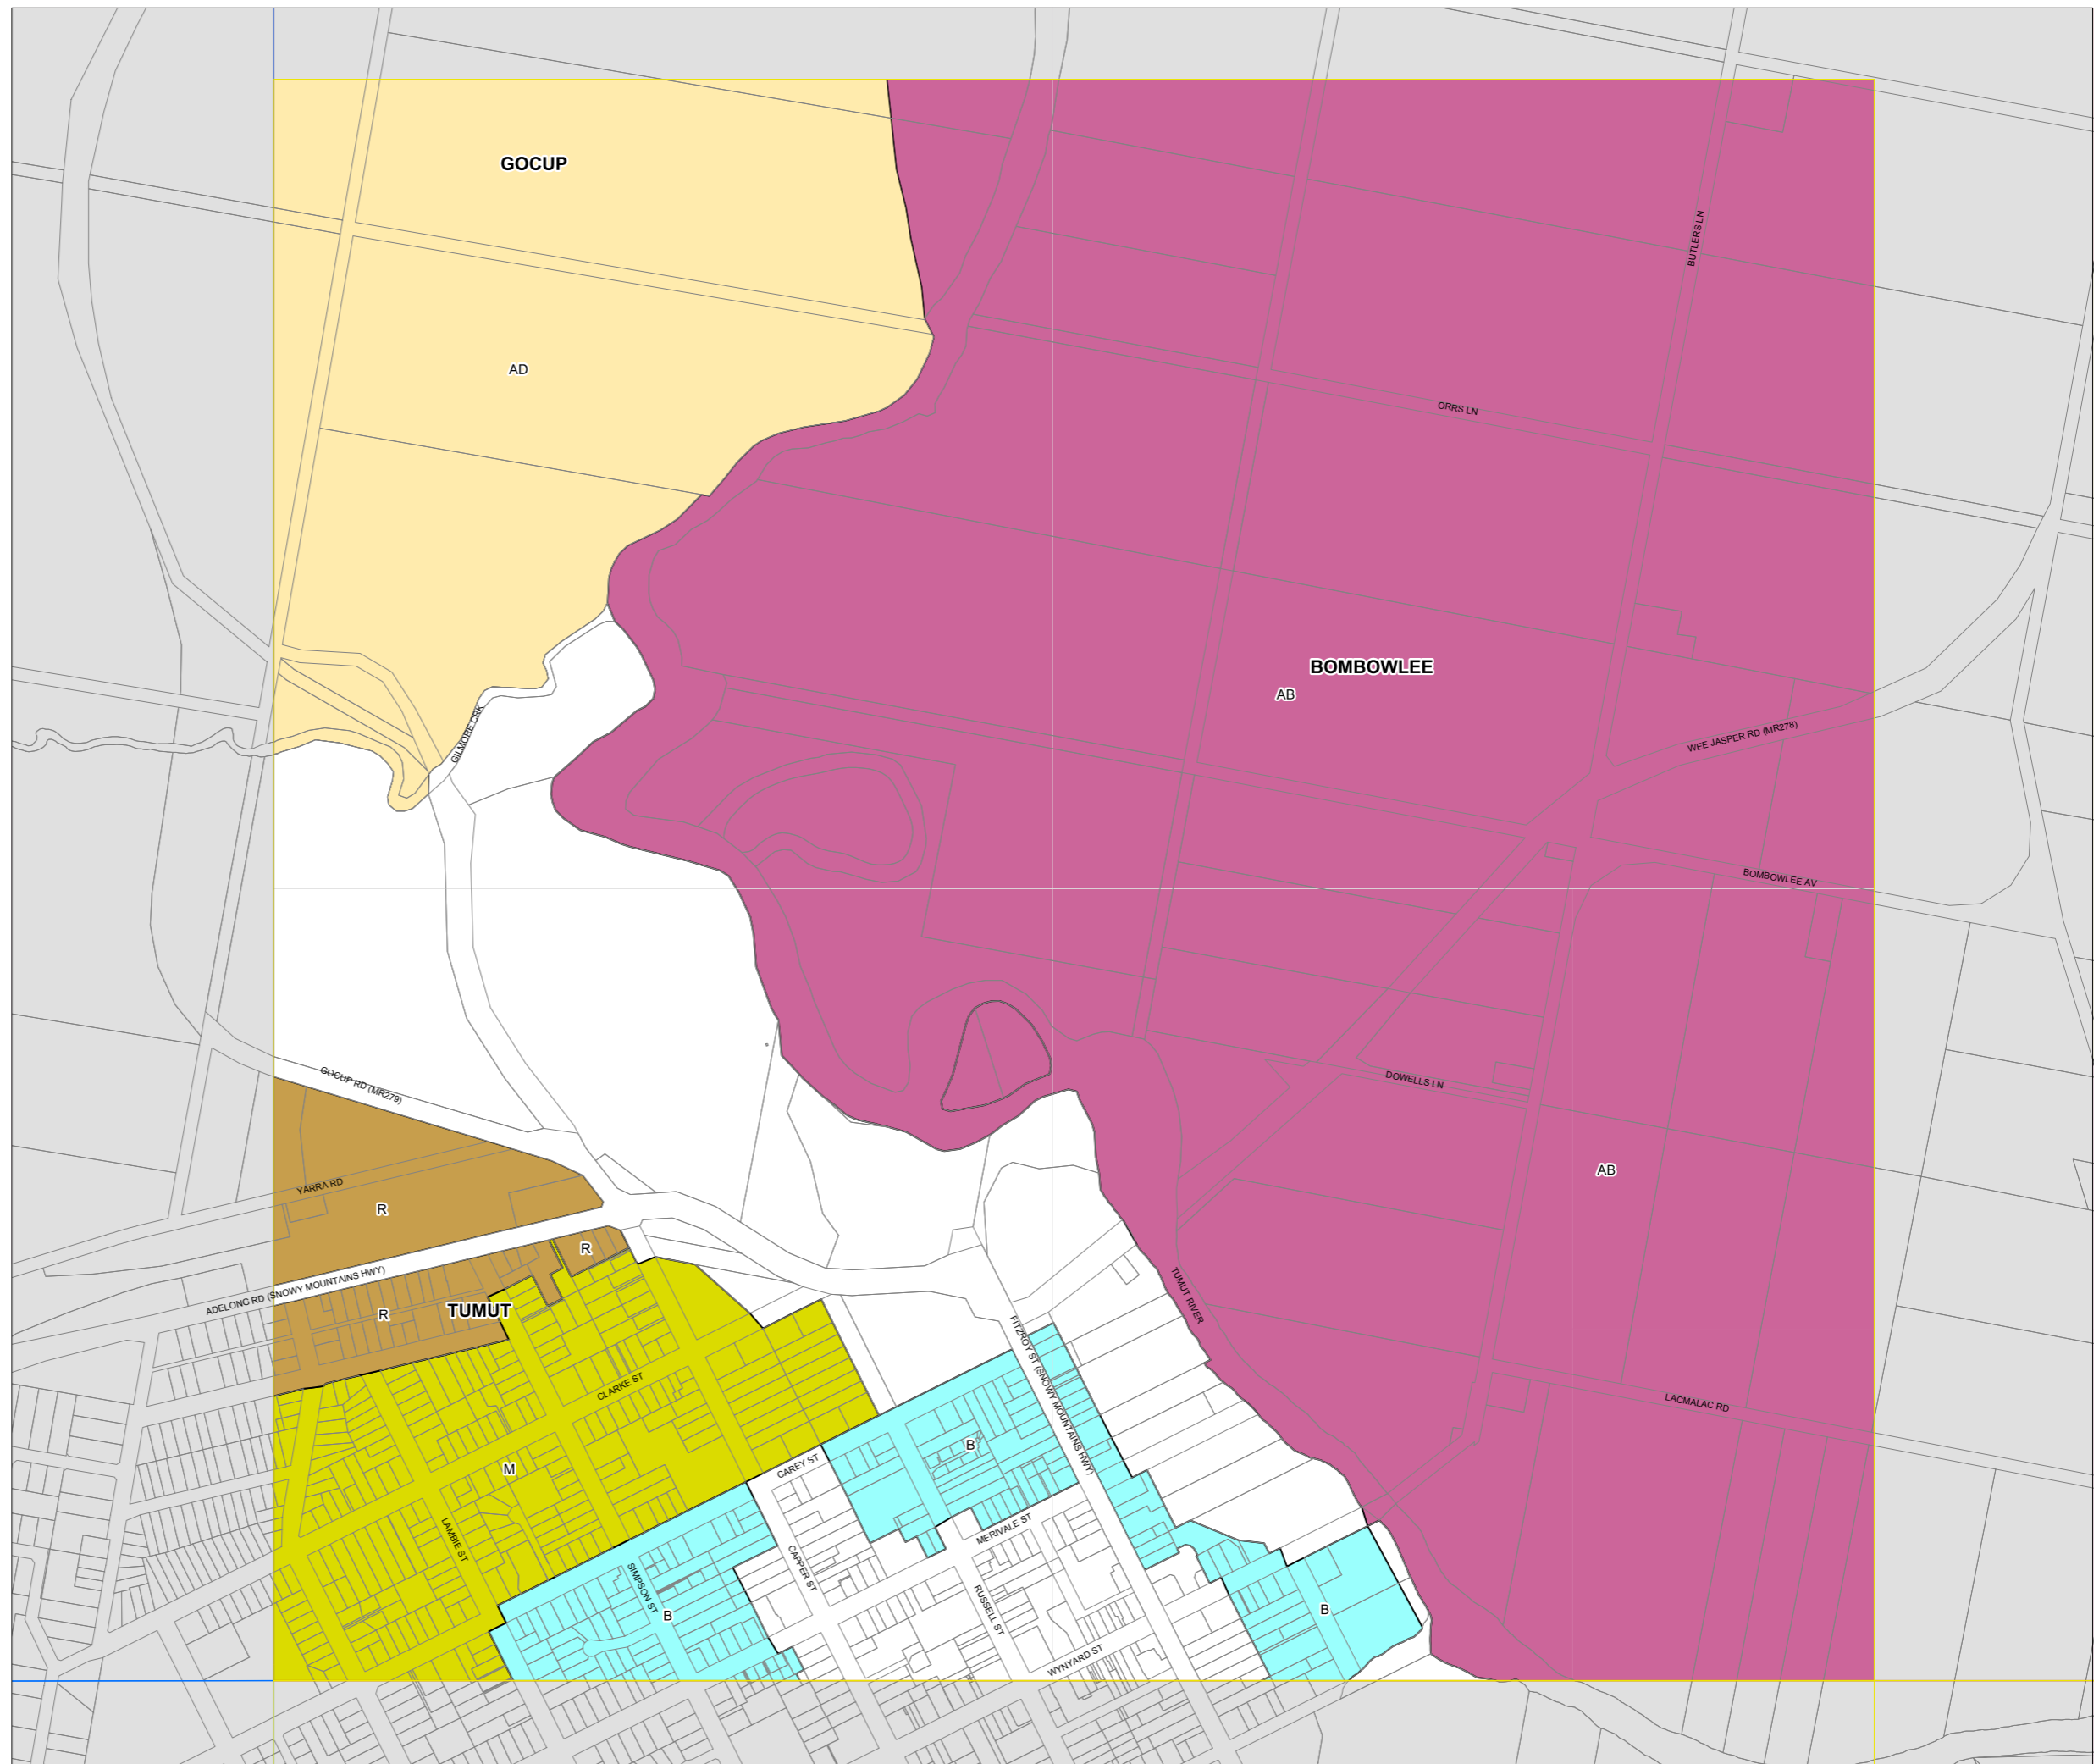 GOCUP
BUTLERS LN
AD
ORRS LN
BOMBOWLEE
AB
GILMORE CRK
WEE JASPER RD (MR278)
BOMBOWLEE AV
GOCUP RD (MR279)
DOWELLS LN
AB
YARRA RD
R
R
ADELONG RD (SNOWY MOUNTAINS HWY)
TUMUT
R
TUMUT RIVER
FITZROY ST (SNOWY MOUNTAINS HWY)
CLARKE ST
LACMALAC RD
B
CAREY ST
M
MERIVALE ST
LAMBIE ST
CAPPER ST
SIMPSON ST
RUSSELL ST
B
B
WYNYARD ST